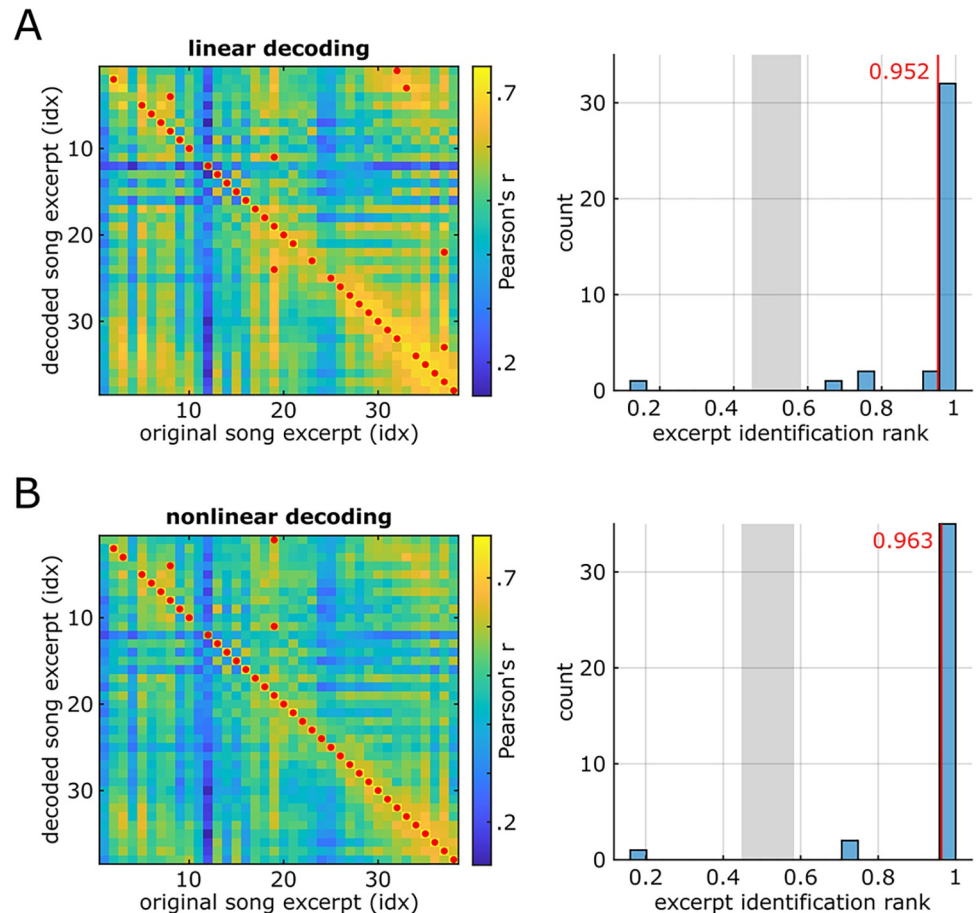 A
linear decoding
decoded song excerpt (idx)
10
20
30
10 20 30
original song excerpt (idx)
.7
Pearson's r
.2
0.952
count
30
20
10
0
0.2 0.4 0.6 0.8 1
excerpt identification rank
B
nonlinear decoding
decoded song excerpt (idx)
10
20
30
10 20 30
original song excerpt (idx)
.7
Pearson's r
.2
0.963
count
30
20
10
0
0.2 0.4 0.6 0.8 1
excerpt identification rank